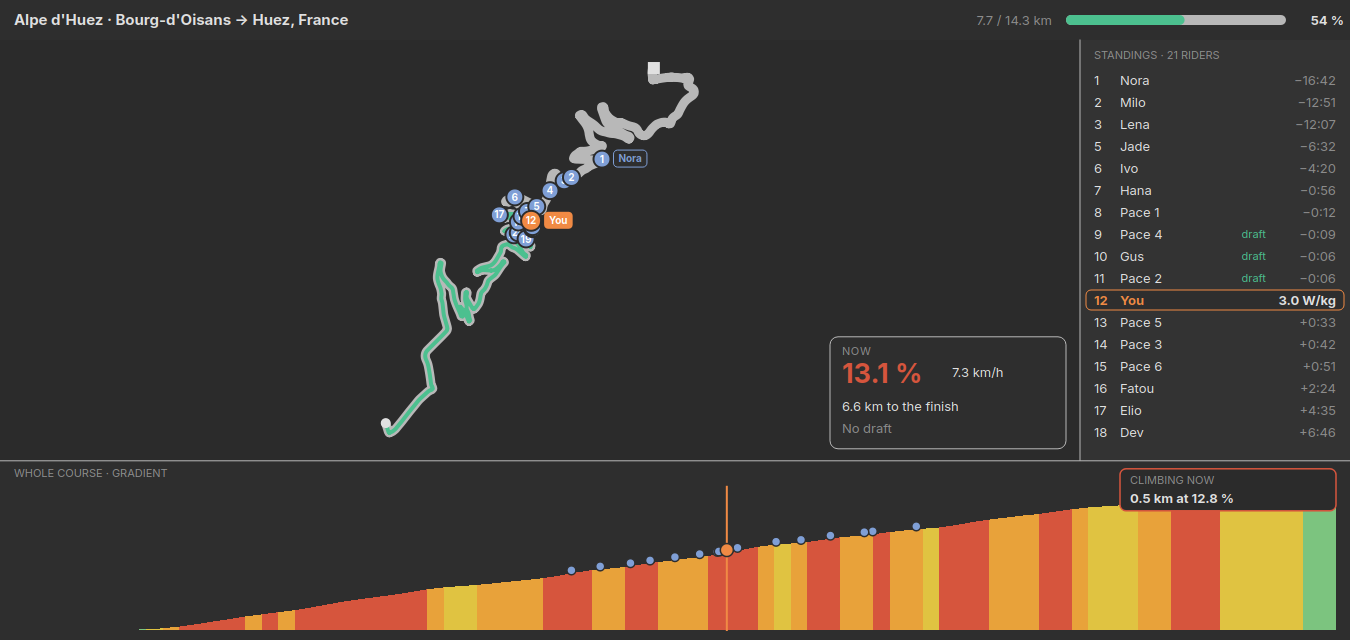 Alpe d'Huez · Bourg-d'Oisans → Huez, France
7.7 / 14.3 km
54 %
STANDINGS · 21 RIDERS
1 Nora −16:42
2 Milo −12:51
3 Lena −12:07
5 Jade −6:32
6 Ivo −4:20
7 Hana −0:56
8 Pace 1 −0:12
9 Pace 4 draft −0:09
10 Gus draft −0:06
11 Pace 2 draft −0:06
12 You 3.0 W/kg
13 Pace 5 +0:33
14 Pace 3 +0:42
15 Pace 6 +0:51
16 Fatou +2:24
17 Elio +4:35
18 Dev +6:46
1 Nora
2
4
6
5
17
12 You
19
NOW
13.1 % 7.3 km/h
6.6 km to the finish
No draft
WHOLE COURSE · GRADIENT
CLIMBING NOW
0.5 km at 12.8 %